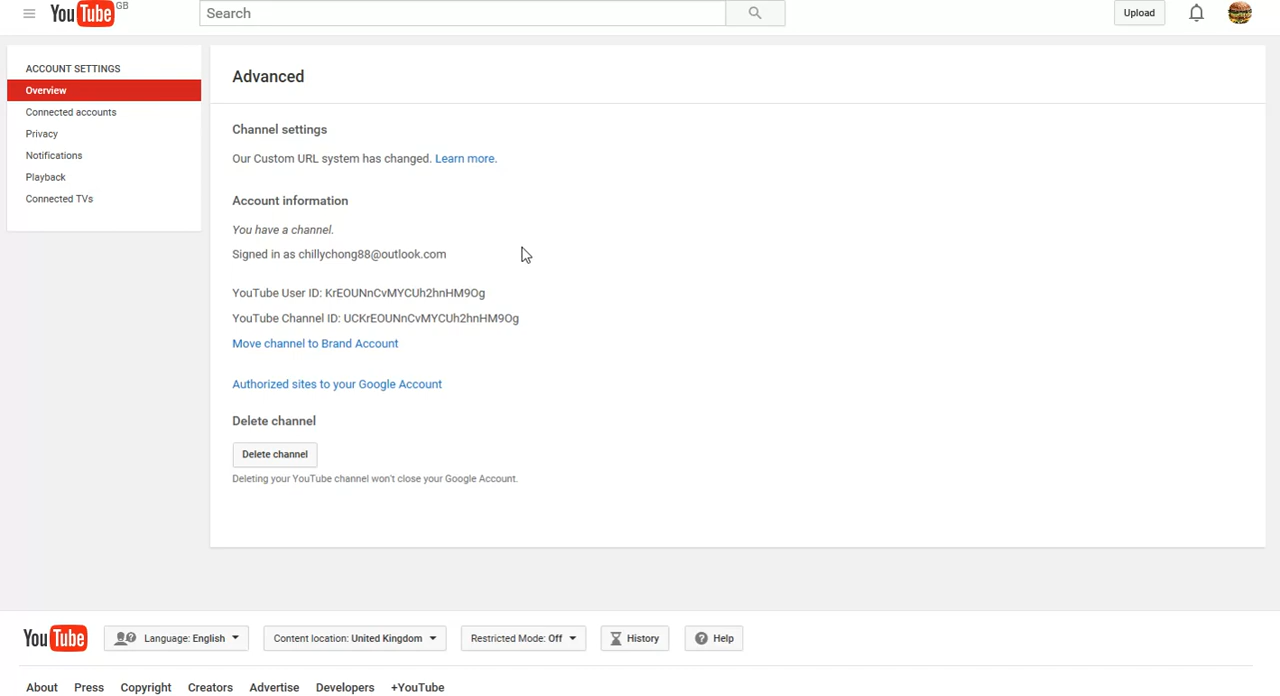 YouTube GB
Search
Upload
ACCOUNT SETTINGS
Overview
Connected accounts
Privacy
Notifications
Playback
Connected TVs
Advanced
Channel settings
Our Custom URL system has changed. Learn more.
Account information
You have a channel.
Signed in as chillychong88@outlook.com
YouTube User ID: KrEOUNnCvMYCUh2hnHM9Og
YouTube Channel ID: UCKrEOUNnCvMYCUh2hnHM9Og
Move channel to Brand Account
Authorized sites to your Google Account
Delete channel
Delete channel
Deleting your YouTube channel won't close your Google Account.
YouTube
Language: English
Content location: United Kingdom
Restricted Mode: Off
History
Help
About Press Copyright Creators Advertise Developers +YouTube